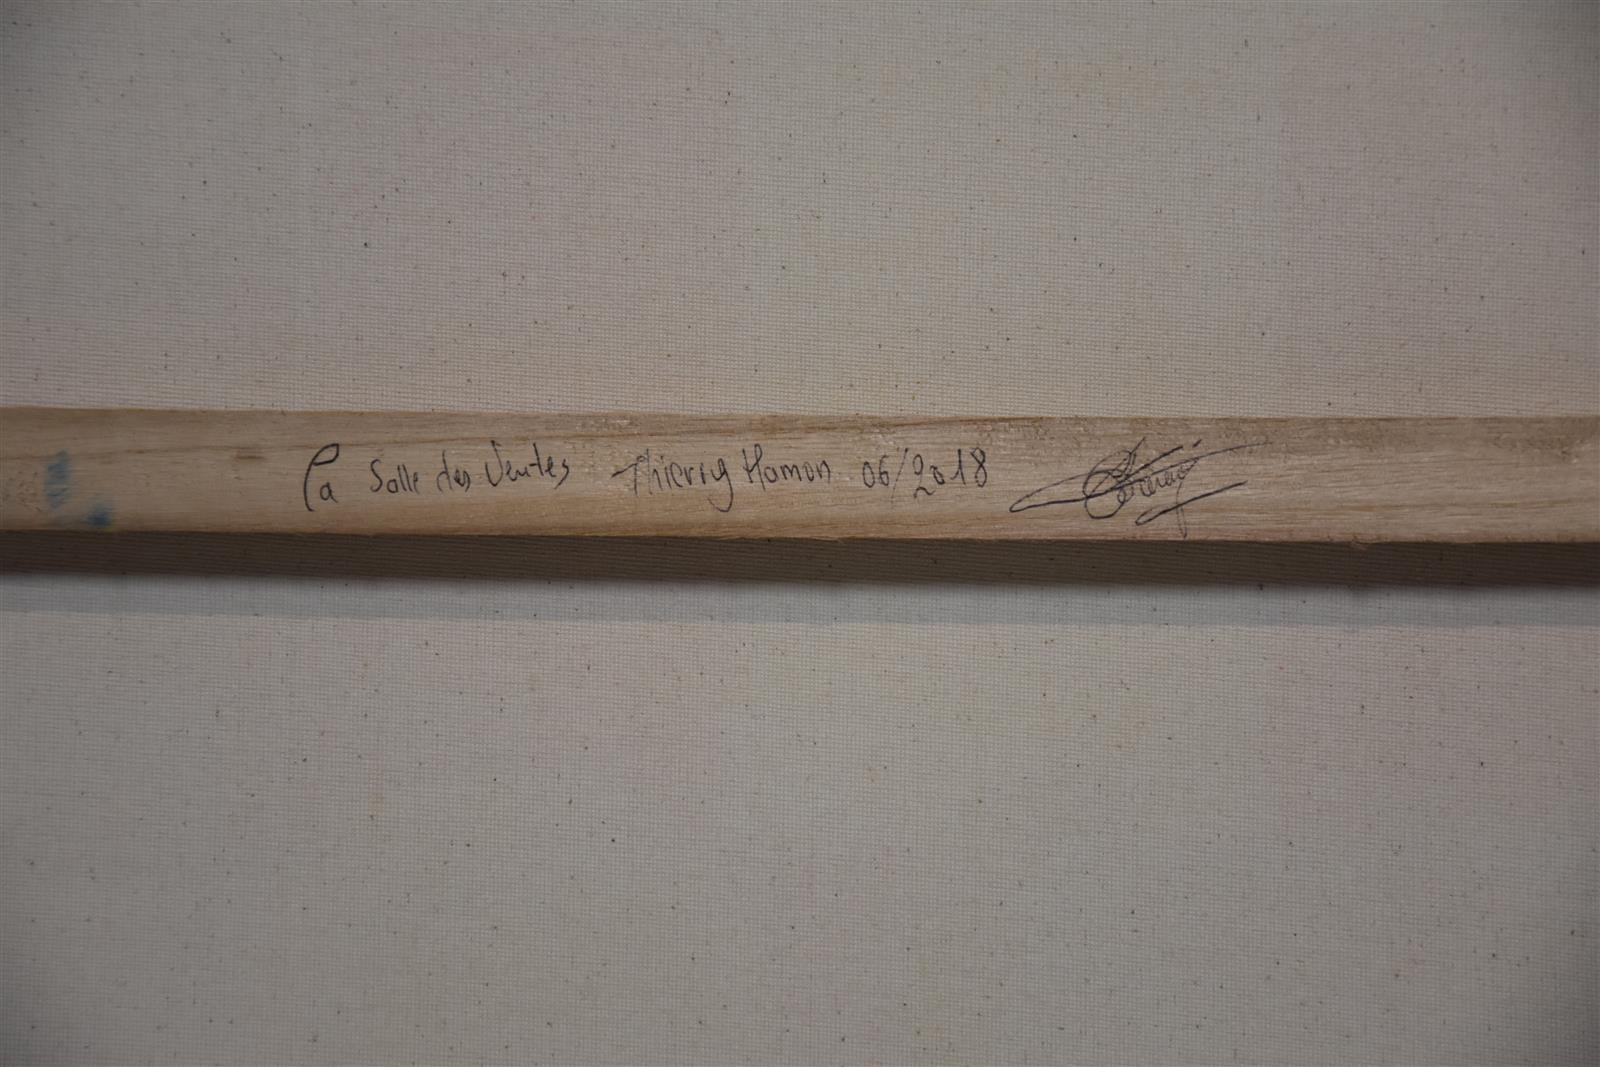 La Salle des Ventes Thierry Hamon 06/2018